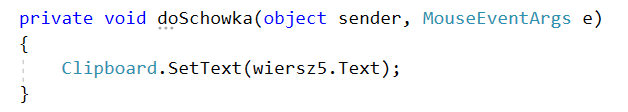 private void doSchowka(object sender, MouseEventArgs e)
{
    Clipboard.SetText(wiersz5.Text);
}